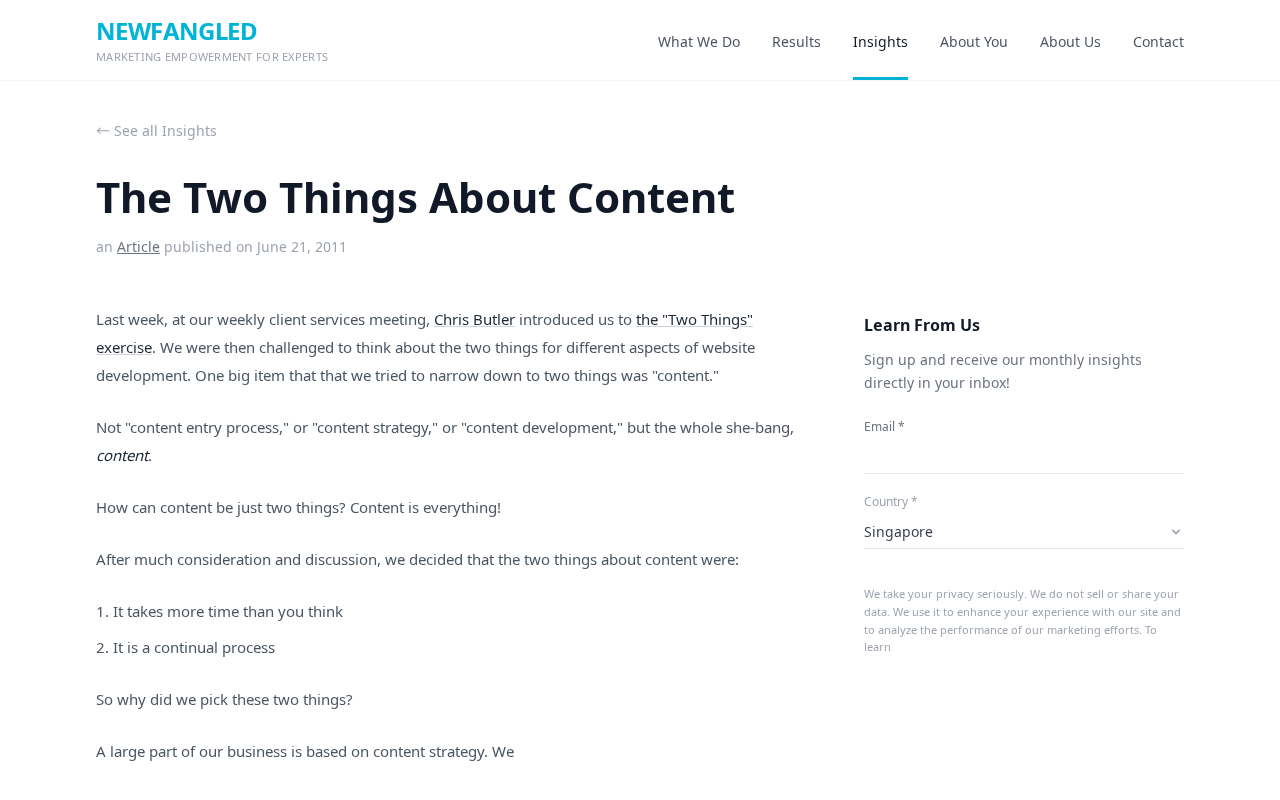 NEWFANGLED
MARKETING EMPOWERMENT FOR EXPERTS
What We Do
Results
Insights
About You
About Us
Contact
← See all Insights
The Two Things About Content
an Article published on June 21, 2011
Last week, at our weekly client services meeting, Chris Butler introduced us to the "Two Things"
exercise. We were then challenged to think about the two things for different aspects of website
development. One big item that that we tried to narrow down to two things was "content."
Not "content entry process," or "content strategy," or "content development," but the whole she-bang,
content.
How can content be just two things? Content is everything!
After much consideration and discussion, we decided that the two things about content were:
1. It takes more time than you think
2. It is a continual process
So why did we pick these two things?
A large part of our business is based on content strategy. We
Learn From Us
Sign up and receive our monthly insights
directly in your inbox!
Email *
Country *
Singapore
We take your privacy seriously. We do not sell or share your
data. We use it to enhance your experience with our site and
to analyze the performance of our marketing efforts. To
learn